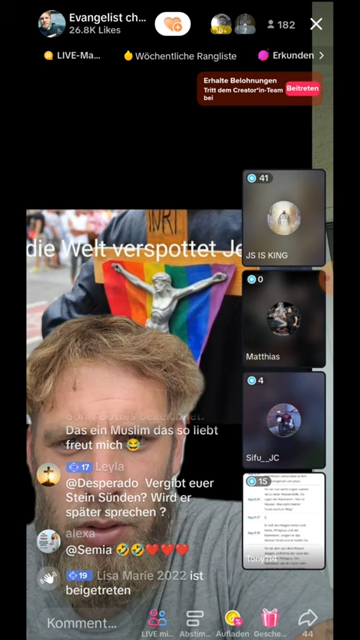 Evangelist ch...
26.8K Likes
182
LIVE-Ma...
Wöchentliche Rangliste
Erkunden
Erhalte Belohnungen
Tritt dem Creator*in-Team
bei
Beitreten
41
JS IS KING
INRI
die Welt verspottet Je
0
Matthias
4
Sifu__JC
15
Das ein Muslim das so liebt
freut mich 😂
17 Leyla
@Desperado Vergibt euer
Stein Sünden? Wird er
später sprechen ?
alexa
@Semia 🤣🤣❤️❤️❤️
19 Lisa Marie 2022 ist
beigetreten
Kommentar...
LIVE mi...
Abstim...
Aufladen
Gesche...
44